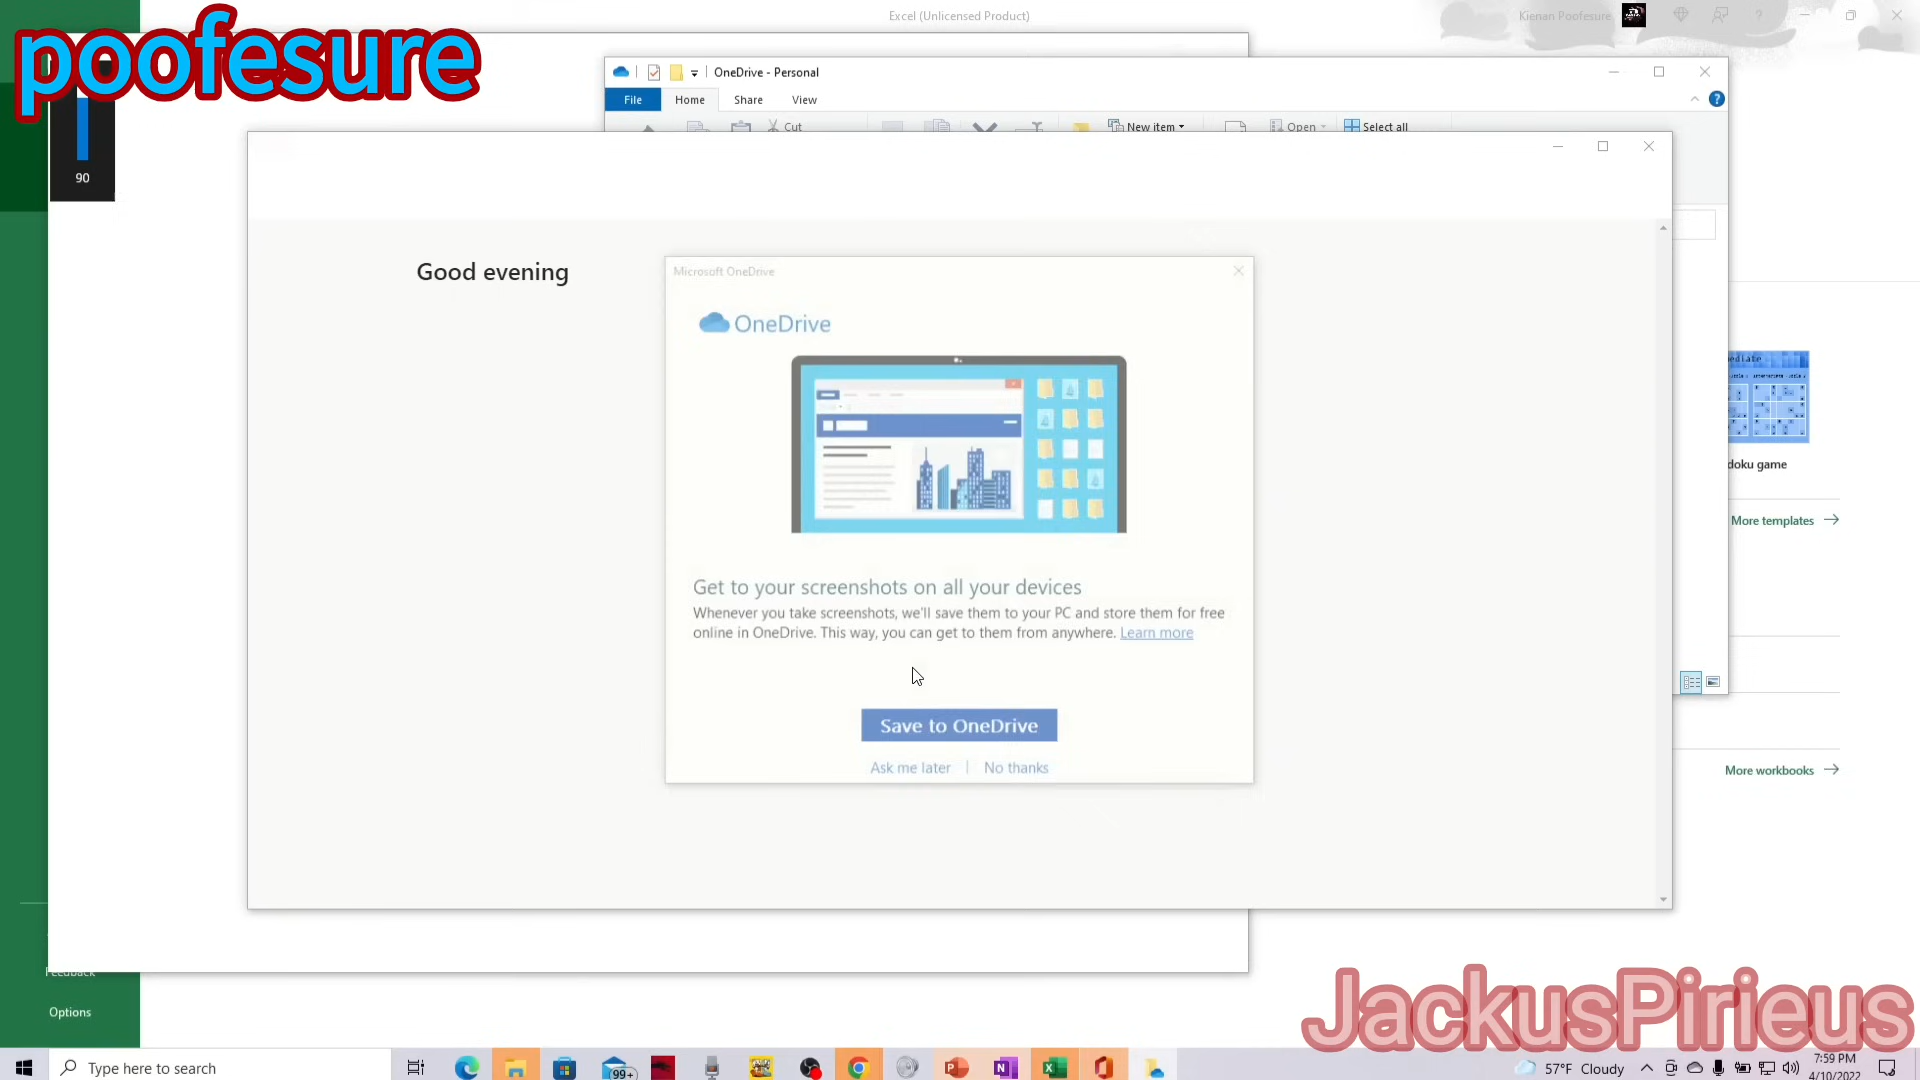 Excel (Unlicensed Product)
Kienan Poofesure
poofesure
OneDrive - Personal
File
Home
Share
View
Cut
New item
Open
Select all
90
Good evening
Microsoft OneDrive
OneDrive
Get to your screenshots on all your devices
Whenever you take screenshots, we'll save them to your PC and store them for free
online in OneDrive. This way, you can get to them from anywhere. Learn more
Save to OneDrive
Ask me later
No thanks
doku game
More templates
More workbooks
Feedback
Options
JackusPirieus
Type here to search
99+
57°F Cloudy
7:59 PM
4/10/2022